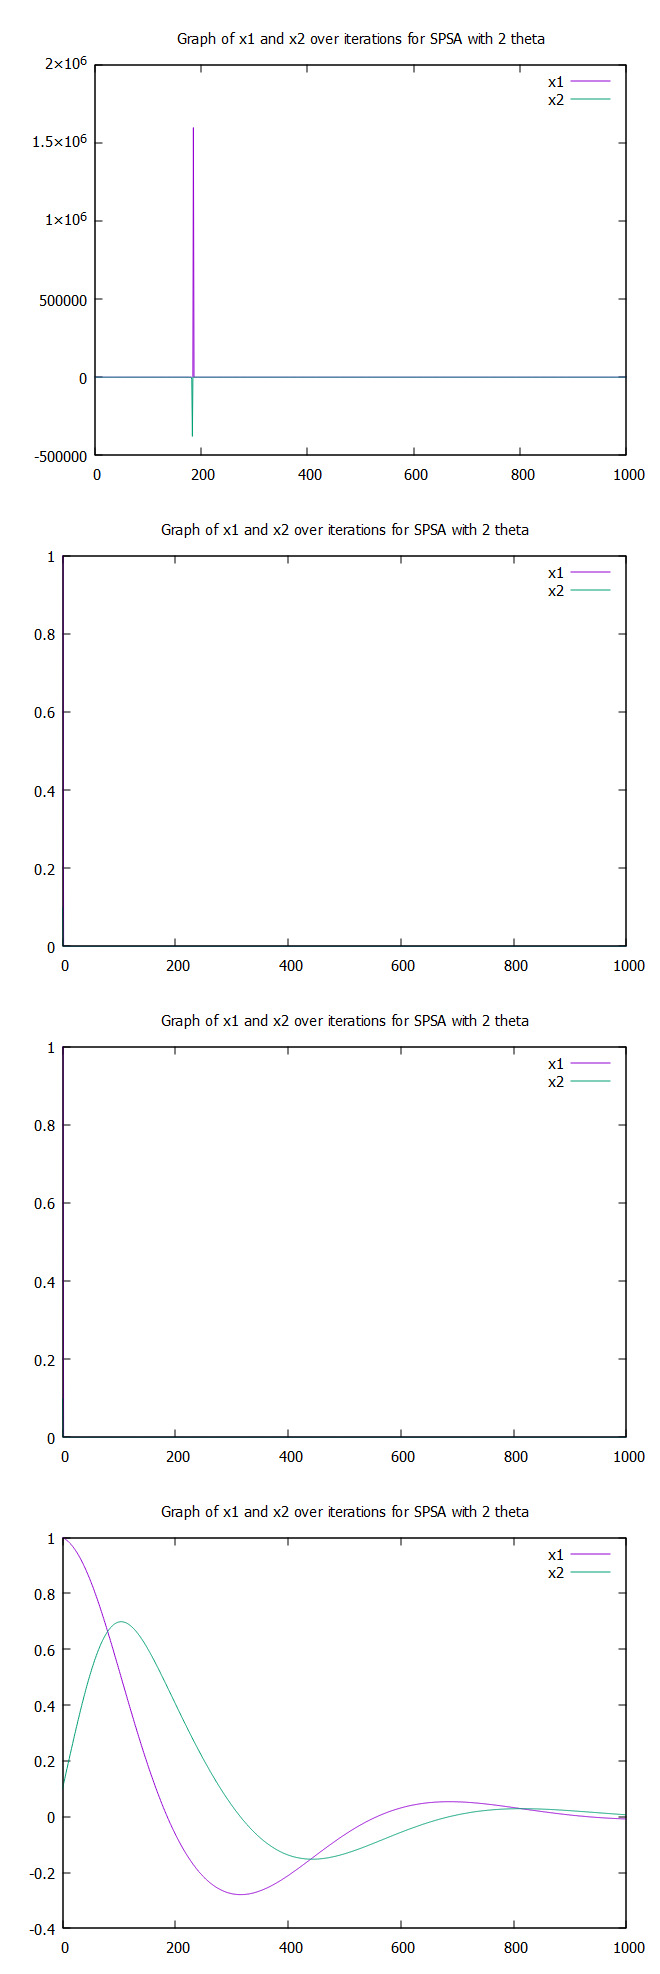 Graph of x1 and x2 over iterations for SPSA with 2 theta
2×10⁶
x1
x2
1.5×10⁶
1×10⁶
500000
0
-500000
0 200 400 600 800 1000
Graph of x1 and x2 over iterations for SPSA with 2 theta
1
x1
x2
0.8
0.6
0.4
0.2
0
0 200 400 600 800 1000
Graph of x1 and x2 over iterations for SPSA with 2 theta
1
x1
x2
0.8
0.6
0.4
0.2
0
0 200 400 600 800 1000
Graph of x1 and x2 over iterations for SPSA with 2 theta
1
x1
x2
0.8
0.6
0.4
0.2
0
-0.2
-0.4
0 200 400 600 800 1000